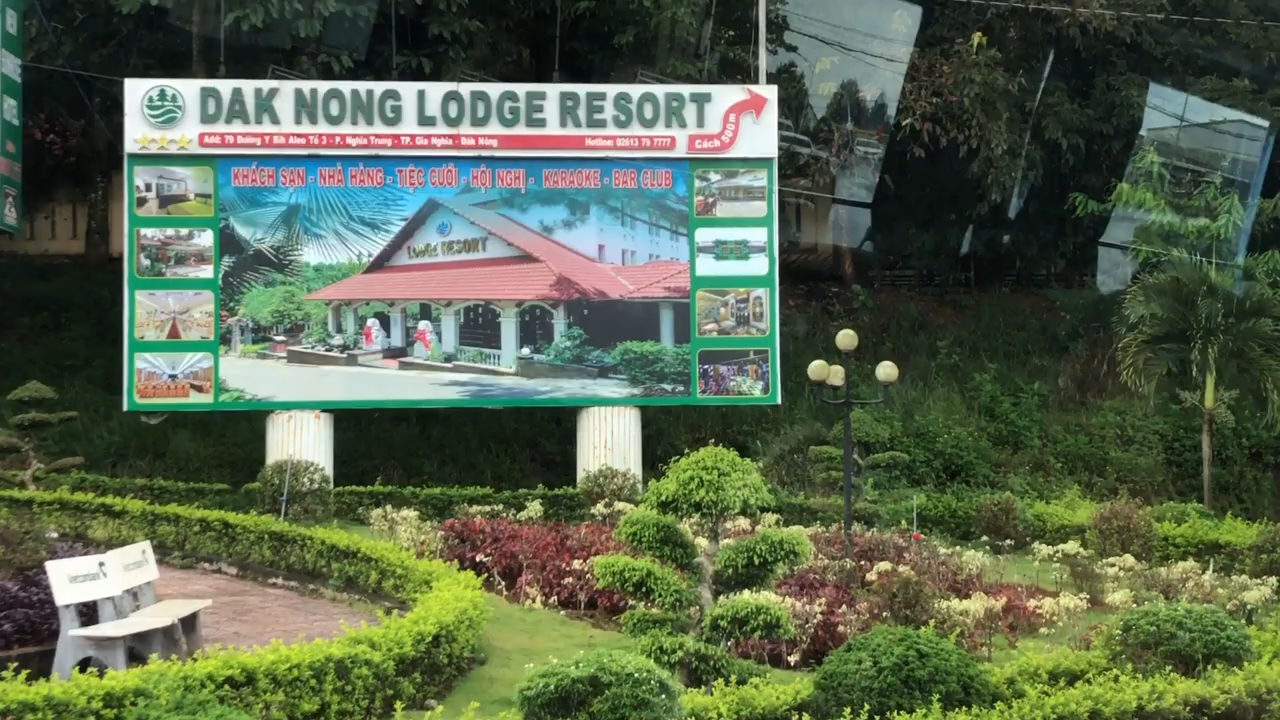 DAK NONG LODGE RESORT
Add: 79 Đường Y Bih Aleo Tổ 3 - P. Nghĩa Trung - TP. Gia Nghĩa - Đăk Nông
Hotline: 02613 79 7777
Cách 500m
KHÁCH SẠN - NHÀ HÀNG - TIỆC CƯỚI - HỘI NGHỊ - KARAOKE - BAR CLUB
LODGE RESORT